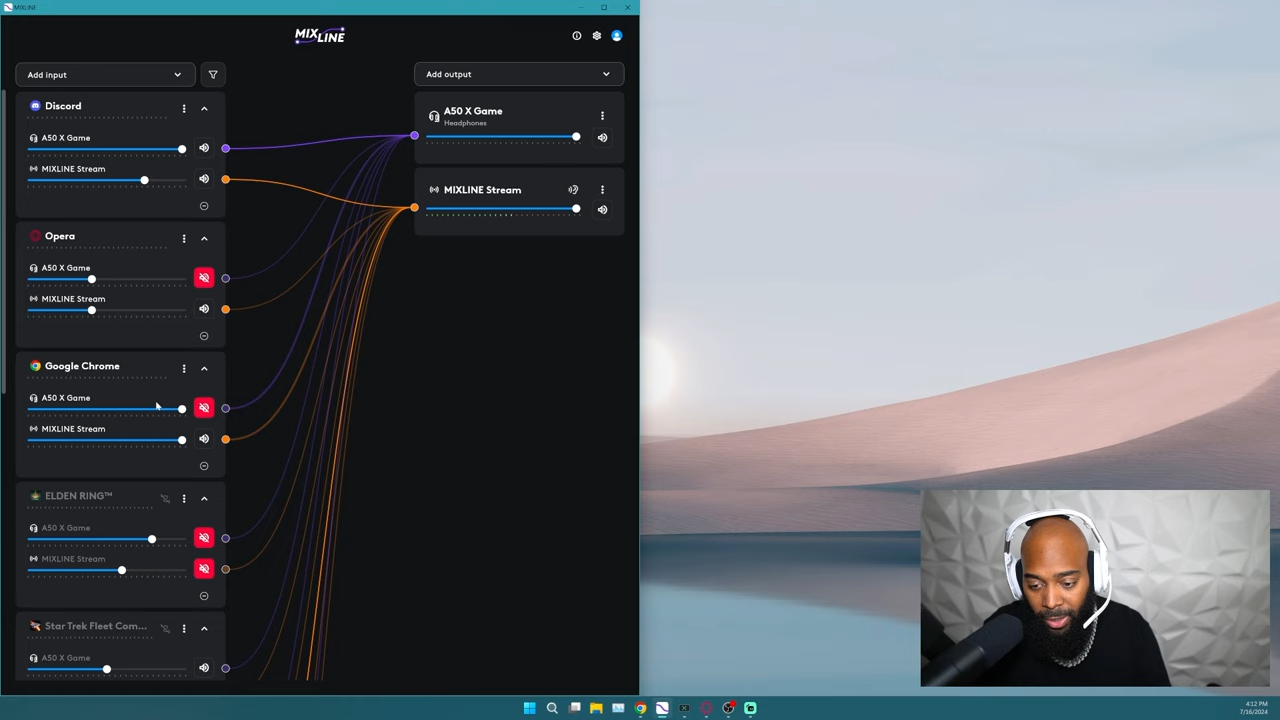 MIXLINE
MIXLINE
Add input
Add output
Discord
A50 X Game
MIXLINE Stream
A50 X Game
Headphones
MIXLINE Stream
Opera
A50 X Game
MIXLINE Stream
Google Chrome
A50 X Game
MIXLINE Stream
ELDEN RING™
A50 X Game
MIXLINE Stream
Star Trek Fleet Com...
A50 X Game
4:12 PM
7/16/2024